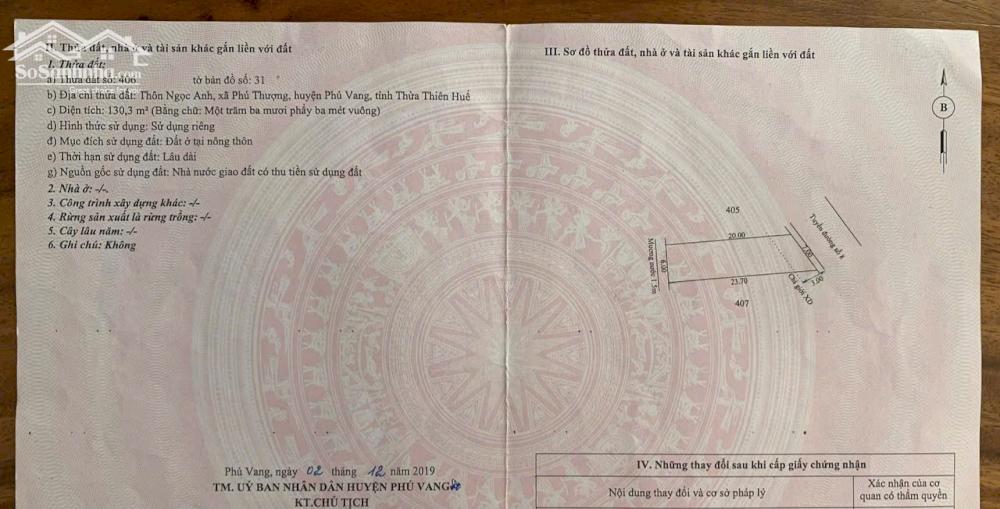 SoSanhNha.com
Great choice for you
II. Thửa đất, nhà ở và tài sản khác gắn liền với đất
1. Thửa đất:
a) Thửa đất số: 406 tờ bản đồ số: 31
b) Địa chỉ thửa đất: Thôn Ngọc Anh, xã Phú Thượng, huyện Phú Vang, tỉnh Thừa Thiên Huế
c) Diện tích: 130,3 m² (Bằng chữ: Một trăm ba mươi phẩy ba mét vuông)
d) Hình thức sử dụng: Sử dụng riêng
đ) Mục đích sử dụng đất: Đất ở tại nông thôn
e) Thời hạn sử dụng đất: Lâu dài
g) Nguồn gốc sử dụng đất: Nhà nước giao đất có thu tiền sử dụng đất
2. Nhà ở: -/-.
3. Công trình xây dựng khác: -/-
4. Rừng sản xuất là rừng trồng: -/-
5. Cây lâu năm: -/-
6. Ghi chú: Không
Phú Vang, ngày 02 tháng 12 năm 2019
TM. UỶ BAN NHÂN DÂN HUYỆN PHÚ VANG
KT.CHỦ TỊCH
III. Sơ đồ thửa đất, nhà ở và tài sản khác gắn liền với đất
B
405
Tuyến đường số 8
20.00
7.00
Mương nước 1.5m
6.00
23.70
Chỉ giới XD
407
IV. Những thay đổi sau khi cấp giấy chứng nhận
Nội dung thay đổi và cơ sở pháp lý
Xác nhận của cơ
quan có thẩm quyền